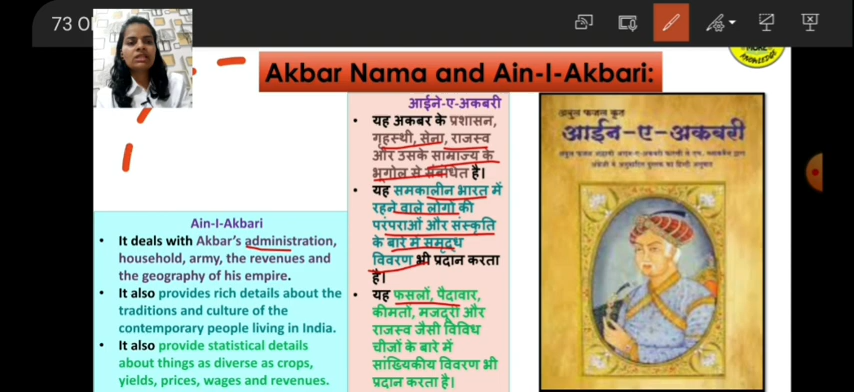 73
Akbar Nama and Ain-I-Akbari:
आईने-ए-अकबरी
• यह अकबर के प्रशासन,
गृहस्थी, सेना, राजस्व
और उसके साम्राज्य के
भूगोल से संबंधित है।
• यह समकालीन भारत में
रहने वाले लोगों की
परंपराओं और संस्कृति
के बारे में समृद्ध
विवरण भी प्रदान करता
है।
• यह फसलों, पैदावार,
कीमतों, मजदूरी और
राजस्व जैसी विविध
चीजों के बारे में
सांख्यिकीय विवरण भी
प्रदान करता है।
Ain-I-Akbari
• It deals with Akbar's administration,
household, army, the revenues and
the geography of his empire.
• It also provides rich details about the
traditions and culture of the
contemporary people living in India.
• It also provide statistical details
about things as diverse as crops,
yields, prices, wages and revenues.
KNOWLEDGE
अबुल फजल कृत
आईन-ए-अकबरी